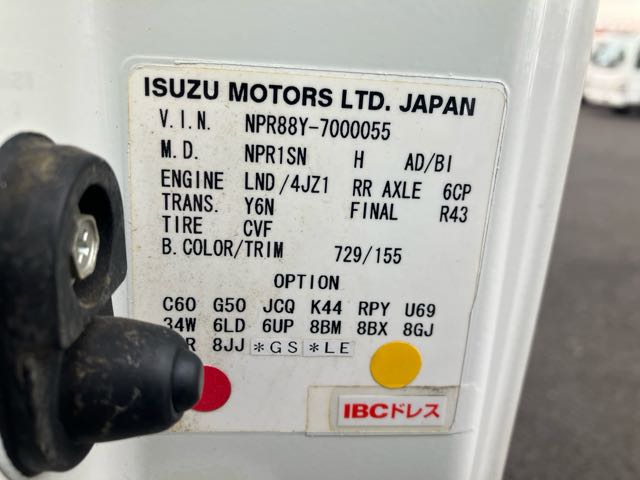 ISUZU MOTORS LTD. JAPAN
V.I.N. NPR88Y-7000055
M.D. NPR1SN H AD/BI
ENGINE LND/4JZ1 RR AXLE 6CP
TRANS. Y6N FINAL R43
TIRE CVF
B.COLOR/TRIM 729/155
OPTION
C60 G50 JCQ K44 RPY U69
34W 6LD 6UP 8BM 8BX 8GJ
8JJ *GS *LE
IBCドレス